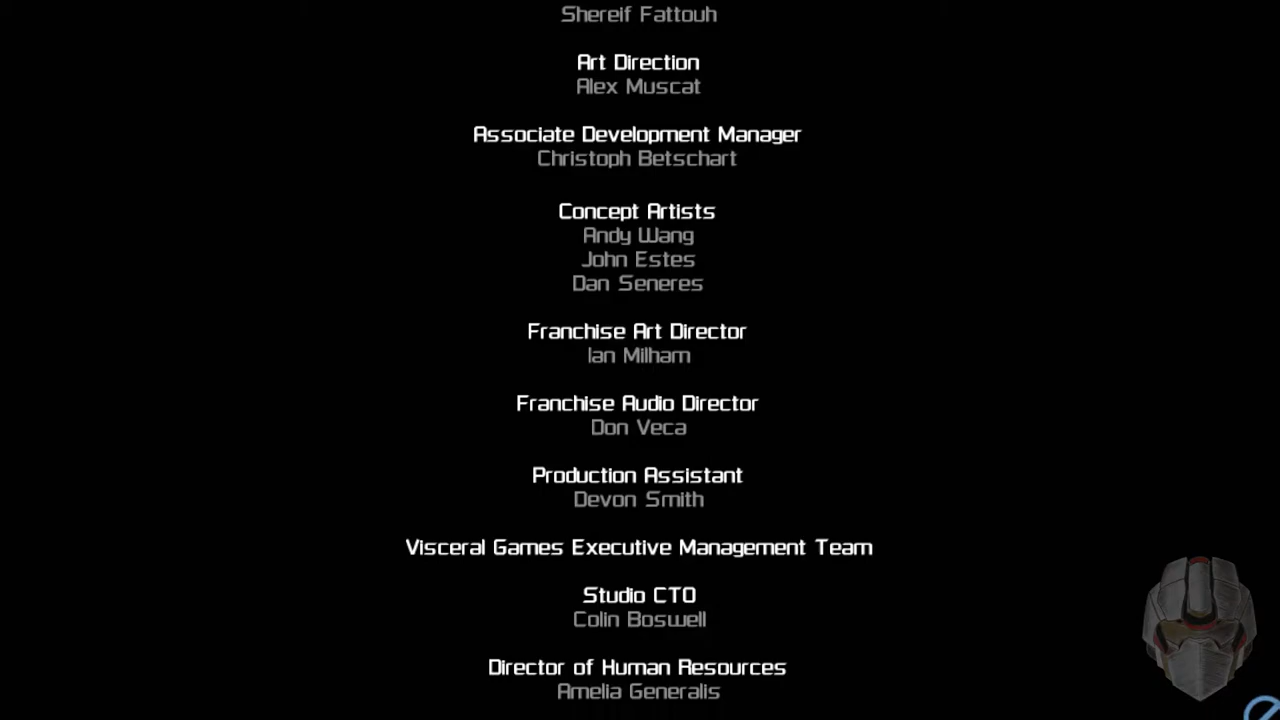 Shereif Fattouh
Art Direction
Alex Muscat
Associate Development Manager
Christoph Betschart
Concept Artists
Andy Wang
John Estes
Dan Seneres
Franchise Art Director
Ian Milham
Franchise Audio Director
Don Veca
Production Assistant
Devon Smith
Visceral Games Executive Management Team
Studio CTO
Colin Boswell
Director of Human Resources
Amelia Generalis